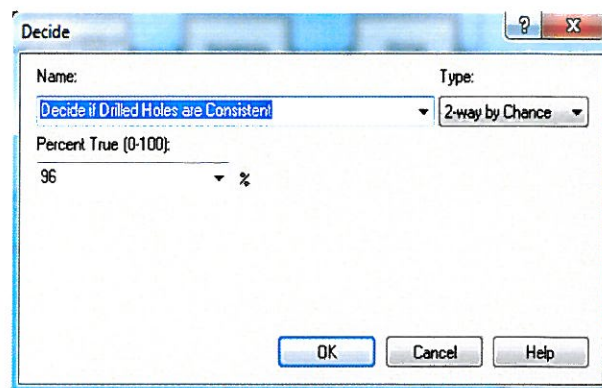 Decide
? X
Name: Type:
Decide if Drilled Holes are Consistent 2-way by Chance
Percent True (0-100):
96 %
OK Cancel Help